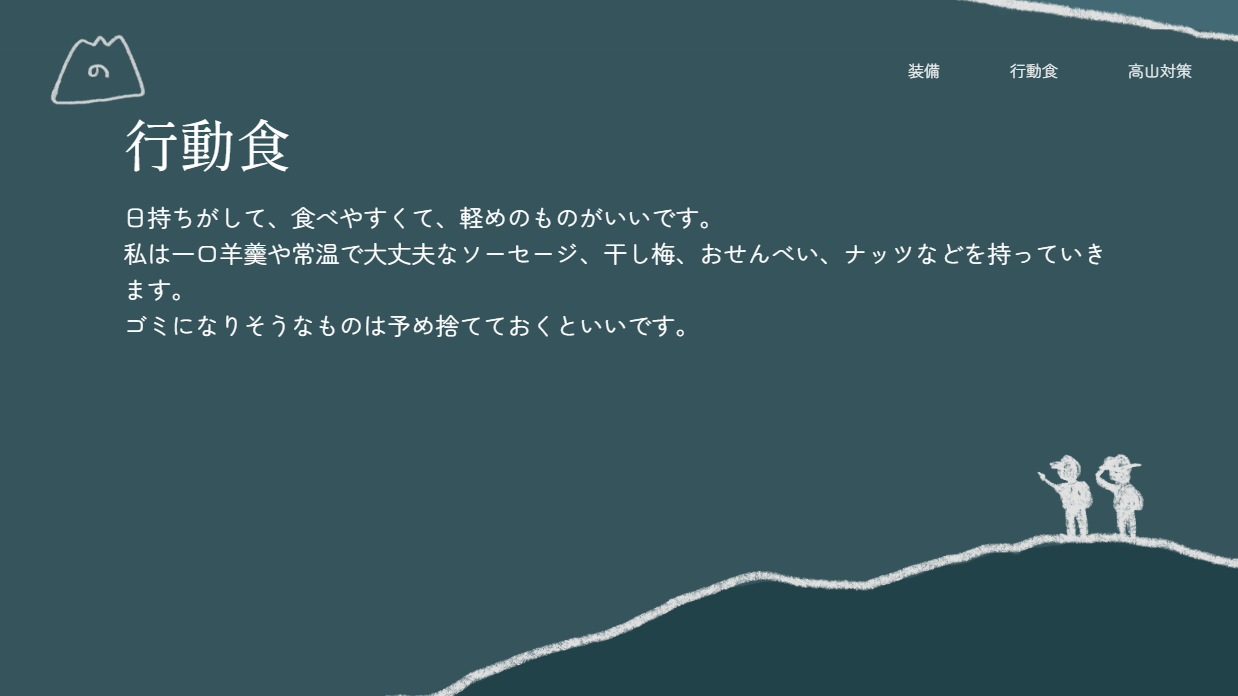 の
装備
行動食
高山対策
行動食
日持ちがして、食べやすくて、軽めのものがいいです。
私は一口羊羹や常温で大丈夫なソーセージ、干し梅、おせんべい、ナッツなどを持っていき
ます。
ゴミになりそうなものは予め捨てておくといいです。